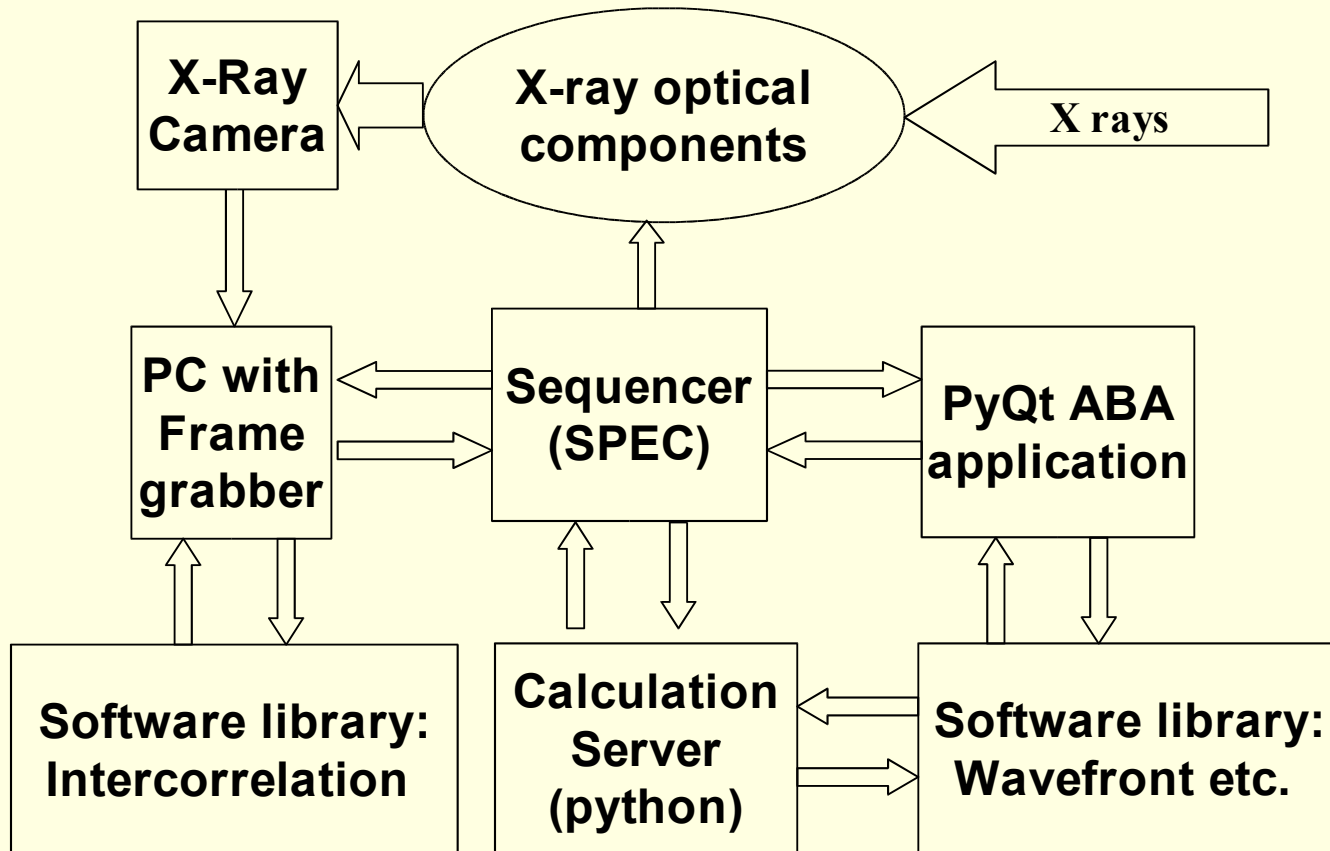 X-Ray
Camera
X-ray optical
components
X rays
PC with
Frame
grabber
Sequencer
(SPEC)
PyQt ABA
application
Software library:
Intercorrelation
Calculation
Server
(python)
Software library:
Wavefront etc.